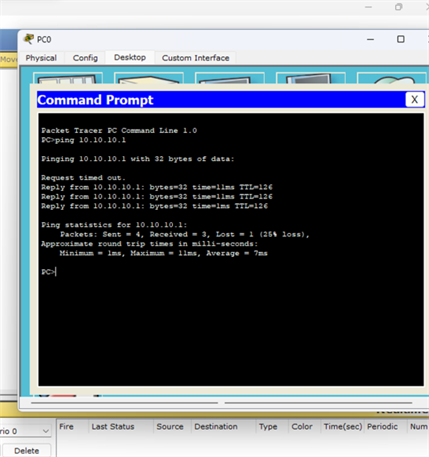 PC0
Physical Config Desktop Custom Interface
Move
Command Prompt
X
Packet Tracer PC Command Line 1.0
PC>ping 10.10.10.1
Pinging 10.10.10.1 with 32 bytes of data:
Request timed out.
Reply from 10.10.10.1: bytes=32 time=11ms TTL=126
Reply from 10.10.10.1: bytes=32 time=11ms TTL=126
Reply from 10.10.10.1: bytes=32 time=1ms TTL=126
Ping statistics for 10.10.10.1:
Packets: Sent = 4, Received = 3, Lost = 1 (25% loss),
Approximate round trip times in milli-seconds:
Minimum = 1ms, Maximum = 11ms, Average = 7ms
PC>
rio 0
Fire Last Status Source Destination Type Color Time(sec) Periodic Num
Delete